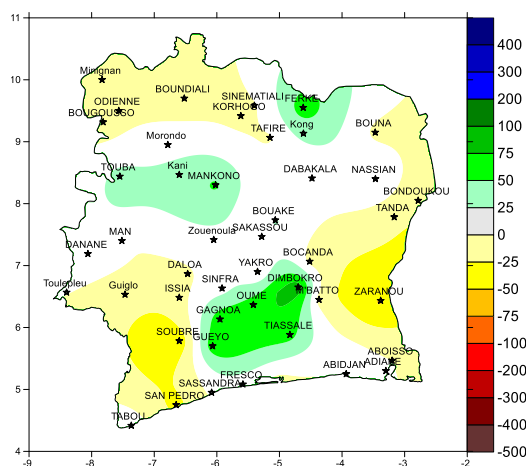 11
10
9
8
7
6
5
4
-9
-8
-7
-6
-5
-4
-3
-2
Minignan
ODIENNE
BOUGOUSSO
BOUNDIALI
SINEMATIALI
KORHOGO
FERKE
TAFIRE
Kong
BOUNA
Morondo
TOUBA
Kani
MANKONO
DABAKALA
NASSIAN
BONDOUKOU
TANDA
BOUAKE
SAKASSOU
MAN
Zouenoula
DANANE
BOCANDA
YAKRO
DALOA
Toulepleu
Guiglo
ISSIA
SINFRA
DIMBOKRO
BATTO
ZARANOU
OUME
GAGNOA
TIASSALE
SOUBRE
GUEYO
ABOISSO
ADIAKE
ABIDJAN
FRESCO
SASSANDRA
SAN PEDRO
TABOU
400
300
200
100
75
50
25
0
-25
-50
-75
-100
-200
-300
-400
-500